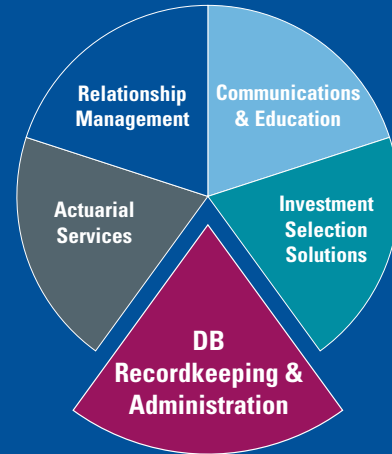 Relationship
Management
Communications
& Education
Actuarial
Services
Investment
Selection
Solutions
DB
Recordkeeping &
Administration